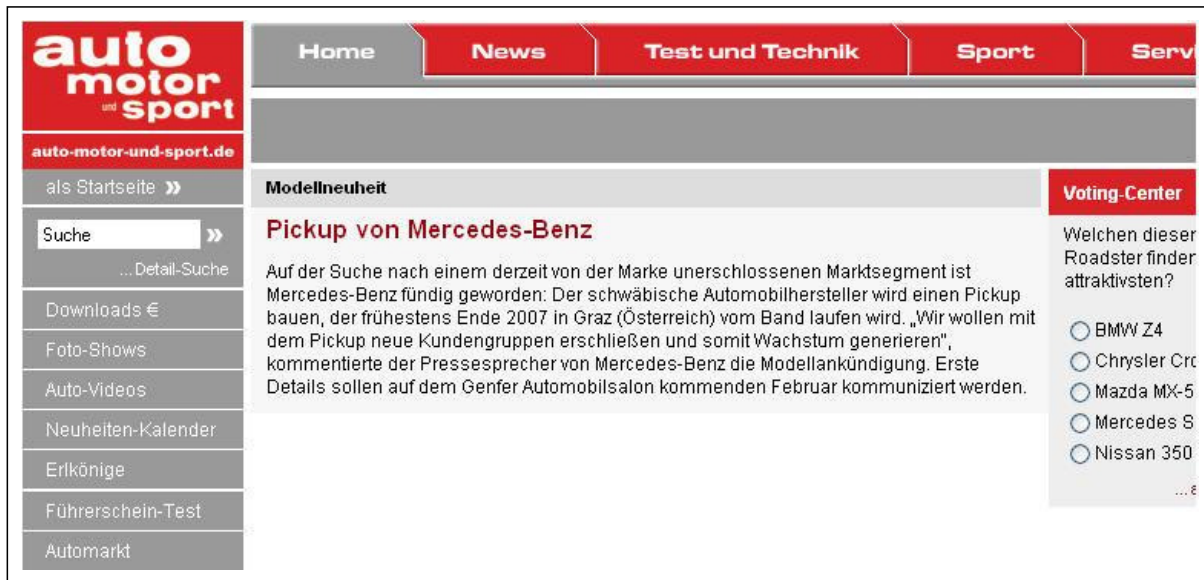 auto
motor
und sport
auto-motor-und-sport.de
Home
News
Test und Technik
Sport
Serv
als Startseite »
Suche »
...Detail-Suche
Downloads €
Foto-Shows
Auto-Videos
Neuheiten-Kalender
Erlkönige
Führerschein-Test
Automarkt
Modellneuheit
Pickup von Mercedes-Benz
Auf der Suche nach einem derzeit von der Marke unerschlossenen Marktsegment ist
Mercedes-Benz fündig geworden: Der schwäbische Automobilhersteller wird einen Pickup
bauen, der frühestens Ende 2007 in Graz (Österreich) vom Band laufen wird. „Wir wollen mit
dem Pickup neue Kundengruppen erschließen und somit Wachstum generieren",
kommentierte der Pressesprecher von Mercedes-Benz die Modellankündigung. Erste
Details sollen auf dem Genfer Automobilsalon kommenden Februar kommuniziert werden.
Voting-Center
Welchen dieser
Roadster finden
attraktivsten?
BMW Z4
Chrysler Cro
Mazda MX-5
Mercedes S
Nissan 350